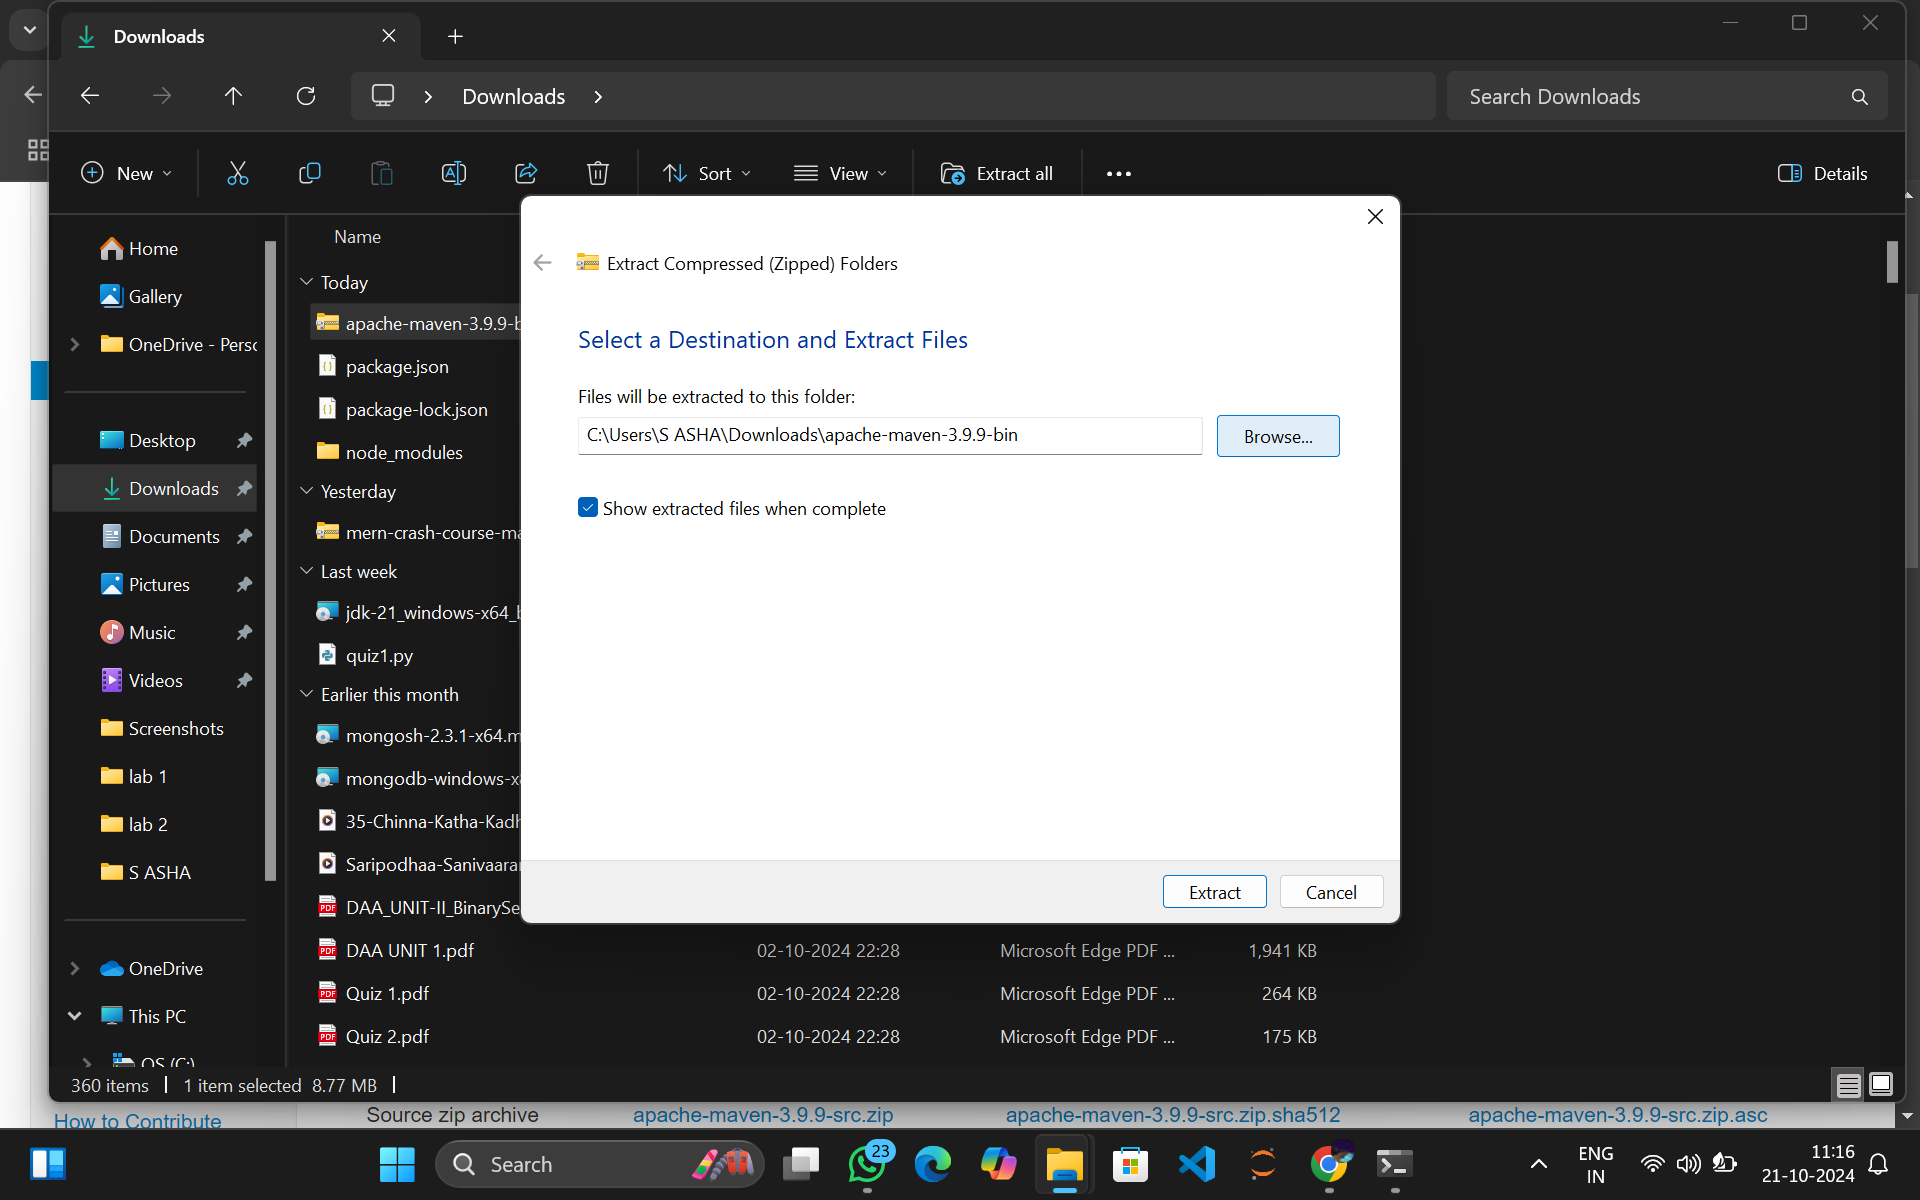 Downloads
Downloads
Search Downloads
New
Sort
View
Extract all
Details
Home
Gallery
OneDrive - Perso
Desktop
Downloads
Documents
Pictures
Music
Videos
Screenshots
lab 1
lab 2
S ASHA
OneDrive
This PC
OS (C:)
Name
Today
apache-maven-3.9.9-b
package.json
package-lock.json
node_modules
Yesterday
mern-crash-course-ma
Last week
jdk-21_windows-x64_b
quiz1.py
Earlier this month
mongosh-2.3.1-x64.m
mongodb-windows-x
35-Chinna-Katha-Kadh
Saripodhaa-Sanivaaran
DAA_UNIT-II_BinarySe
DAA UNIT 1.pdf 02-10-2024 22:28 Microsoft Edge PDF ... 1,941 KB
Quiz 1.pdf 02-10-2024 22:28 Microsoft Edge PDF ... 264 KB
Quiz 2.pdf 02-10-2024 22:28 Microsoft Edge PDF ... 175 KB
Extract Compressed (Zipped) Folders
Select a Destination and Extract Files
Files will be extracted to this folder:
C:\Users\S ASHA\Downloads\apache-maven-3.9.9-bin
Browse...
Show extracted files when complete
Extract
Cancel
360 items 1 item selected 8.77 MB
How to Contribute
Source zip archive apache-maven-3.9.9-src.zip apache-maven-3.9.9-src.zip.sha512 apache-maven-3.9.9-src.zip.asc
Search
23
ENG
IN
11:16
21-10-2024